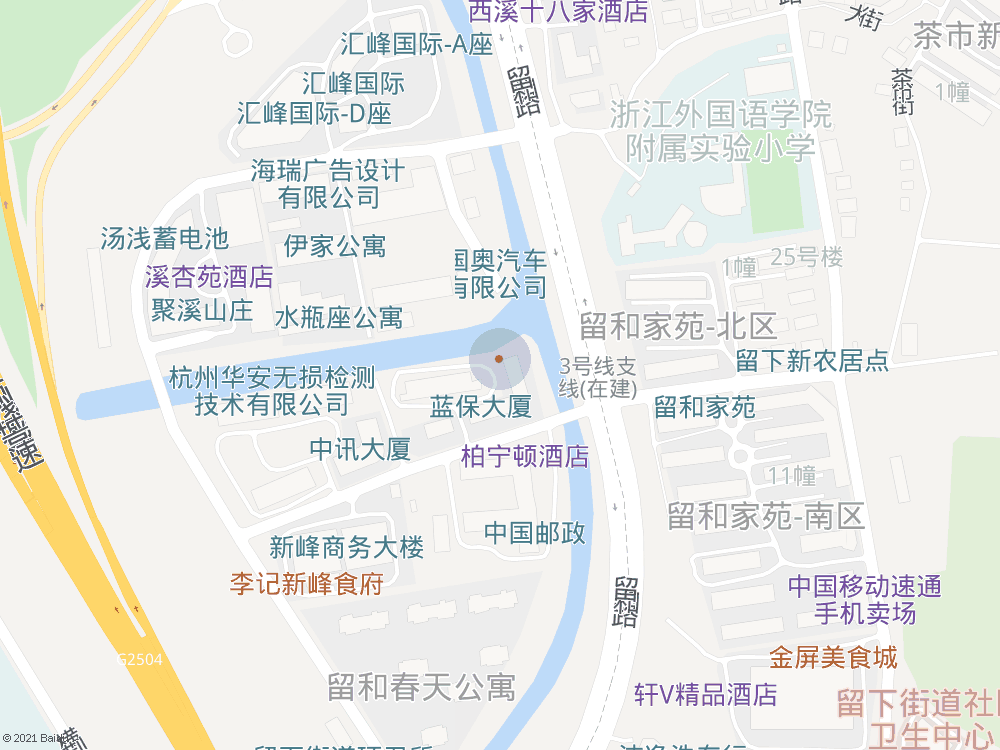 西溪十八家酒店
大街
汇峰国际-A座
茶市新
汇峰国际
茶市街
1幢
汇峰国际-D座
浙江外国语学院
附属实验小学
海瑞广告设计
有限公司
汤浅蓄电池
伊家公寓
国奥汽车
有限公司
25号楼
1幢
溪杏苑酒店
聚溪山庄
水瓶座公寓
留和家苑-北区
3号线支
线(在建)
留下新农居点
杭州华安无损检测
技术有限公司
蓝保大厦
留和家苑
中讯大厦
柏宁顿酒店
11幢
留和家苑-南区
中国邮政
新峰商务大楼
李记新峰食府
中国移动速通
手机卖场
G2504
金屏美食城
留和春天公寓
轩V精品酒店
留下街道社
卫生中心
© 2021 Bai